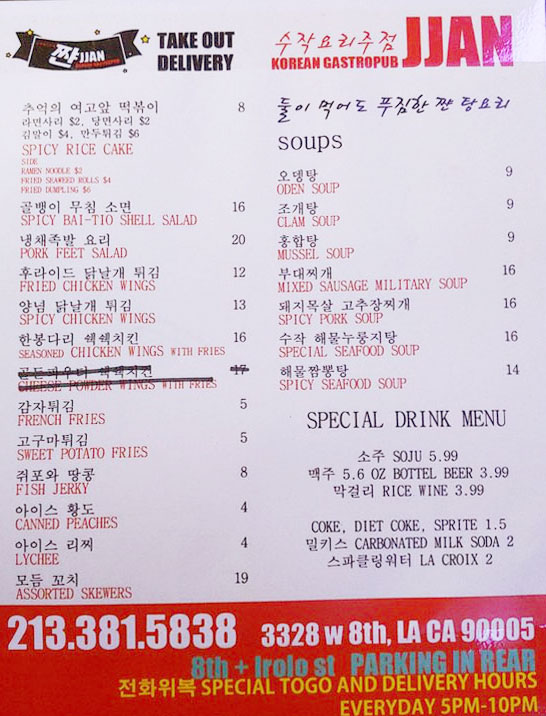 짠 JJAN
KOREAN GASTROPUB
TAKE OUT
DELIVERY
수작요리주점 JJAN
KOREAN GASTROPUB
추억의 여고앞 떡볶이 8
라면사리 $2, 당면사리 $2
김말이 $4, 만두튀김 $6
SPICY RICE CAKE
SIDE
RAMEN NOODLE $2
FRIED SEAWEED ROLLS $4
FRIED DUMPLING $6
골뱅이 무침 소면 16
SPICY BAI-TIO SHELL SALAD
냉채족발 요리 20
PORK FEET SALAD
후라이드 닭날개 튀김 12
FRIED CHICKEN WINGS
양념 닭날개 튀김 13
SPICY CHICKEN WINGS
한봉다리 쉑쉑치킨 16
SEASONED CHICKEN WINGS WITH FRIES
골든파우더 쉑쉑치킨 17
CHEESE POWDER WINGS WITH FRIES
감자튀김 5
FRENCH FRIES
고구마튀김 5
SWEET POTATO FRIES
쥐포와 땅콩 8
FISH JERKY
아이스 황도 4
CANNED PEACHES
아이스 리찌 4
LYCHEE
모듬 꼬치 19
ASSORTED SKEWERS
둘이 먹어도 푸짐한 짠 탕요리
soups
오뎅탕 9
ODEN SOUP
조개탕 9
CLAM SOUP
홍합탕 9
MUSSEL SOUP
부대찌개 16
MIXED SAUSAGE MILITARY SOUP
돼지목살 고추장찌개 16
SPICY PORK SOUP
수작 해물누룽지탕 16
SPECIAL SEAFOOD SOUP
해물짬뽕탕 14
SPICY SEAFOOD SOUP
SPECIAL DRINK MENU
소주 SOJU 5.99
맥주 5.6 OZ BOTTEL BEER 3.99
막걸리 RICE WINE 3.99
COKE, DIET COKE, SPRITE 1.5
밀키스 CARBONATED MILK SODA 2
스파클링워터 LA CROIX 2
213.381.5838 3328 w 8th, LA CA 90005
8th + Irolo st PARKING IN REAR
전화위복 SPECIAL TOGO AND DELIVERY HOURS
EVERYDAY 5PM-10PM